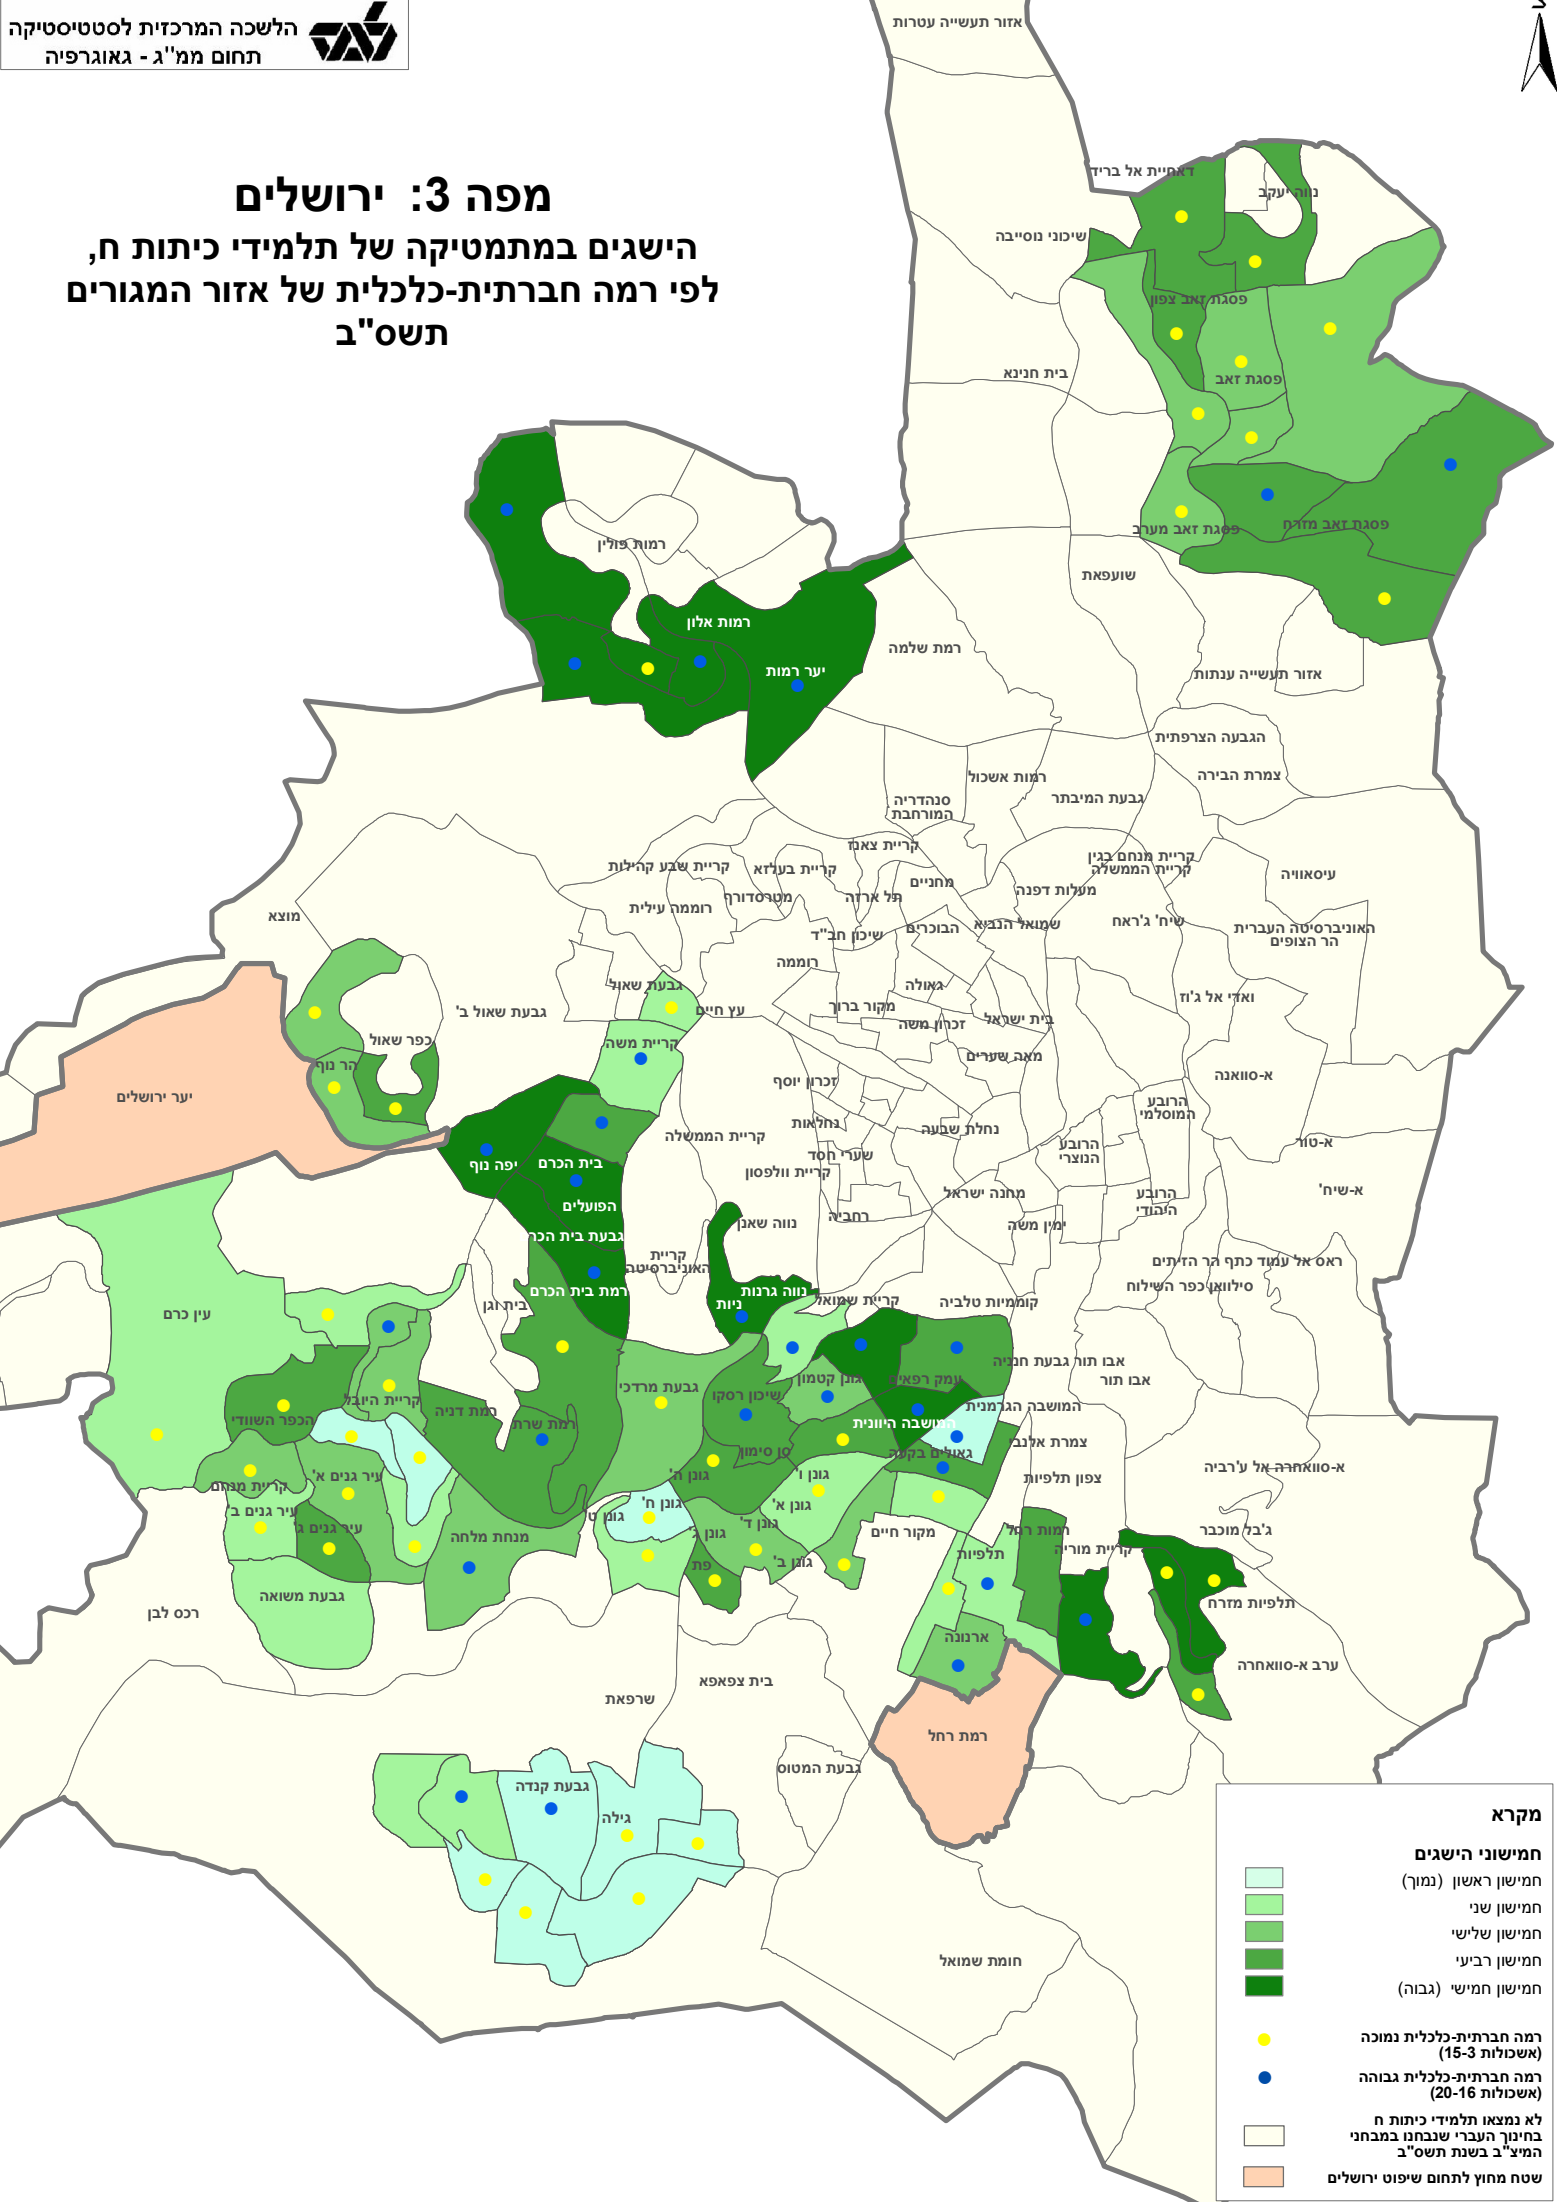 הלשכה המרכזית לסטטיסטיקה
תחום ממ"ג - גאוגרפיה
צ
מפה 3: ירושלים
הישגים במתמטיקה של תלמידי כיתות ח,
לפי רמה חברתית-כלכלית של אזור המגורים
תשס"ב
אזור תעשייה עטרות
דאחיית אל בריד
נווה יעקב
שיכוני נוסייבה
פסגת זאב צפון
בית חנינא
פסגת זאב
פסגת זאב מערב
פסגת זאב מזרח
רמות פולין
שועפאת
רמות אלון
רמת שלמה
יער רמות
אזור תעשייה ענתות
הגבעה הצרפתית
רמות אשכול
צמרת הבירה
סנהדריה
המורחבת
גבעת המיבתר
קריית צאנז
קריית מנחם בגין
קריית הממשלה
קריית שבע קהילות
קריית בעלזא
מחניים
מעלות דפנה
עיסאוויה
מטרסדורף
תל ארזה
רוממה עילית
מוצא
שיכון חב"ד
הבוכרים
שמואל הנביא
שיח' ג'ראח
האוניברסיטה העברית
הר הצופים
רוממה
גבעת שאול
גאולה
ואדי אל ג'וז
גבעת שאול ב'
עץ חיים
מקור ברוך
זכרון משה
בית ישראל
כפר שאול
קריית משה
מאה שערים
הר נוף
א-סוואנה
זכרון יוסף
יער ירושלים
הרובע
המוסלמי
נחלאות
נחלת שבעה
קריית הממשלה
א-טור
הרובע
הנוצרי
יפה נוף
בית הכרם
שערי חסד
קריית וולפסון
מחנה ישראל
הרובע
היהודי
א-שיח'
הפועלים
רחביה
נווה שאנן
ימין משה
גבעת בית הכר
קריית
האוניברסיטה
ראס אל עמוד כתף הר הזיתים
סילוואן כפר השילוח
רמת בית הכרם
נווה גרנות
ניות
קריית שמואל
קוממיות טלביה
בית וגן
עין כרם
אבו תור גבעת חנניה
אבו תור
גונן קטמון
עמק רפאים
גבעת מרדכי
שיכון רסקו
קריית היובל
המושבה הגרמנית
רמת דניה
הכפר השוודי
רמת שרת
המושבה היוונית
צמרת אלנבי
סן סימון
גאולים בקעה
א-סוואחרה אל ע'רביה
עיר גנים א'
גונן ה'
גונן ו'
צפון תלפיות
קריית מנחם
גונן ח'
גונן א'
עיר גנים ב'
גונן ט'
גונן ד'
עיר גנים ג'
מנחת מלחה
מקור חיים
רמות רחל
ג'בל מוכבר
קריית מוריה
תלפיות
גונן ב'
פת
גבעת משואה
תלפיות מזרח
רכס לבן
ארנונה
ערב א-סוואחרה
בית צפאפא
שרפאת
רמת רחל
גבעת המטוס
גבעת קנדה
גילה
חומת שמואל
מקרא
חמישוני הישגים
חמישון ראשון (נמוך)
חמישון שני
חמישון שלישי
חמישון רביעי
חמישון חמישי (גבוה)
רמה חברתית-כלכלית נמוכה
(אשכולות 15-3)
רמה חברתית-כלכלית גבוהה
(אשכולות 20-16)
לא נמצאו תלמידי כיתות ח
בחינוך העברי שנבחנו במבחני
המיצ"ב בשנת תשס"ב
שטח מחוץ לתחום שיפוט ירושלים